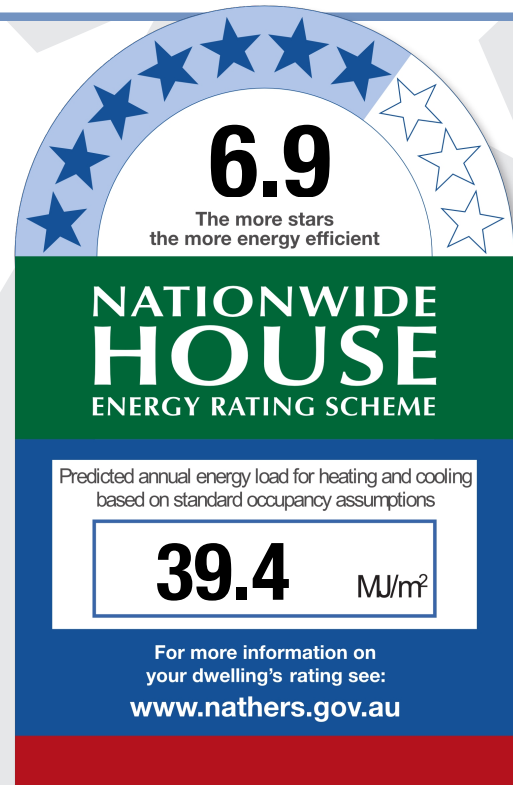 6.9
The more stars
the more energy efficient
NATIONWIDE
HOUSE
ENERGY RATING SCHEME
Predicted annual energy load for heating and cooling
based on standard occupancy assumptions
39.4 MJ/m²
For more information on
your dwelling's rating see:
www.nathers.gov.au